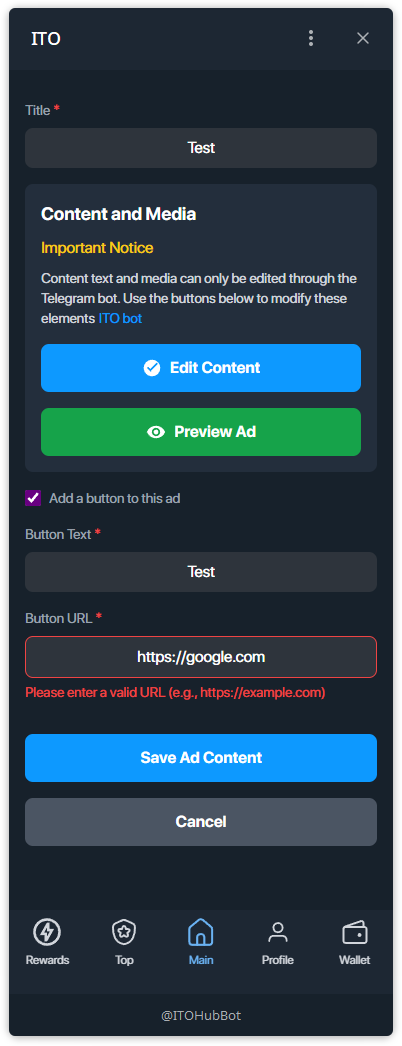 ITO
Title *
Test
Content and Media
Important Notice
Content text and media can only be edited through the
Telegram bot. Use the buttons below to modify these
elements ITO bot
Edit Content
Preview Ad
Add a button to this ad
Button Text *
Test
Button URL *
https://google.com
Please enter a valid URL (e.g., https://example.com)
Save Ad Content
Cancel
Rewards Top Main Profile Wallet
@ITOHubBot